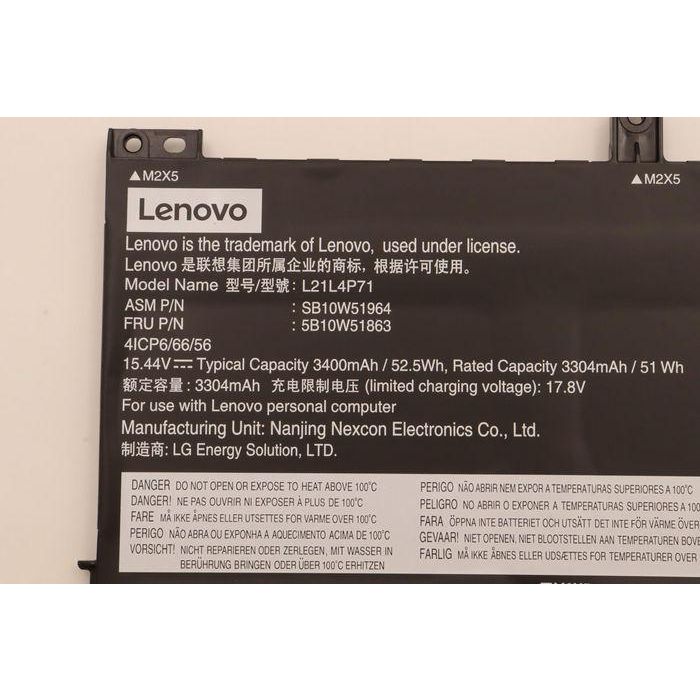 ▲M2X5
▲M2X5
Lenovo
Lenovo is the trademark of Lenovo, used under license.
Lenovo 是联想集团所属企业的商标，根据许可使用。
Model Name 型号/型號: L21L4P71
ASM P/N : SB10W51964
FRU P/N : 5B10W51863
4ICP6/66/56
15.44V⎓ Typical Capacity 3400mAh / 52.5Wh, Rated Capacity 3304mAh / 51 Wh
额定容量: 3304mAh 充电限制电压 (limited charging voltage): 17.8V
For use with Lenovo personal computer
Manufacturing Unit: Nanjing Nexcon Electronics Co., Ltd.
制造商: LG Energy Solution, LTD.
DANGER DO NOT OPEN OR EXPOSE TO HEAT ABOVE 100°C
DANGER! NE PAS OUVRIR NI EXPOSER À PLUS DE 100°C
FARE MÅ IKKE ÅPNES ELLER UTSETTES FOR VARME OVER 100°C
PERIGO NÃO ABRA OU EXPONHA A AQUECIMENTO ACIMA DE 100°C
VORSICHT! NICHT REPARIEREN ODER ZERLEGEN, MIT WASSER IN
BERÜHRUNG BRINGEN ODER ÜBER 100°C ERHITZEN
PERIGO NÃO ABRIR NEM EXPOR A TEMPERATURAS SUPERIORES A 100°C
PELIGRO NO ABRIR O EXPONER A TEMPERATURAS SUPERIORES A 100
FARA ÖPPNA INTE BATTERIET OCH UTSÄTT DET INTE FÖR VÄRME ÖVER
GEVAAR! NIET OPENEN, NIET BLOOTSTELLEN AAN TEMPERATUREN BOVE
FARLIG MÅ IKKE ÅBNES ELLER UDSÆTTES FOR TEMPERATURER OVER